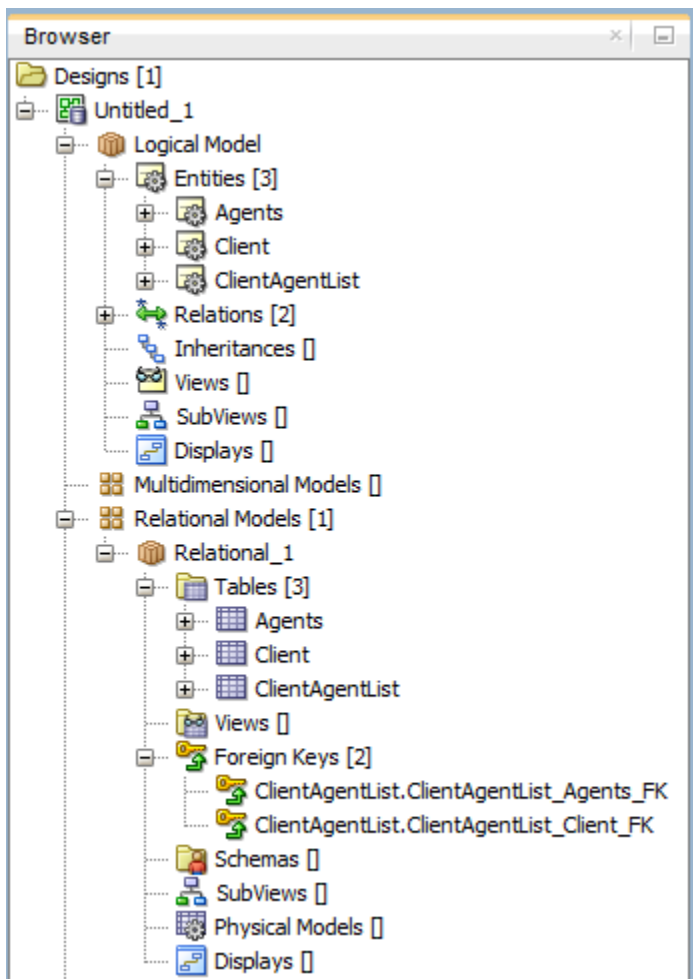 Browser
Designs [1]
Untitled_1
Logical Model
Entities [3]
Agents
Client
ClientAgentList
Relations [2]
Inheritances []
Views []
SubViews []
Displays []
Multidimensional Models []
Relational Models [1]
Relational_1
Tables [3]
Agents
Client
ClientAgentList
Views []
Foreign Keys [2]
ClientAgentList.ClientAgentList_Agents_FK
ClientAgentList.ClientAgentList_Client_FK
Schemas []
SubViews []
Physical Models []
Displays []